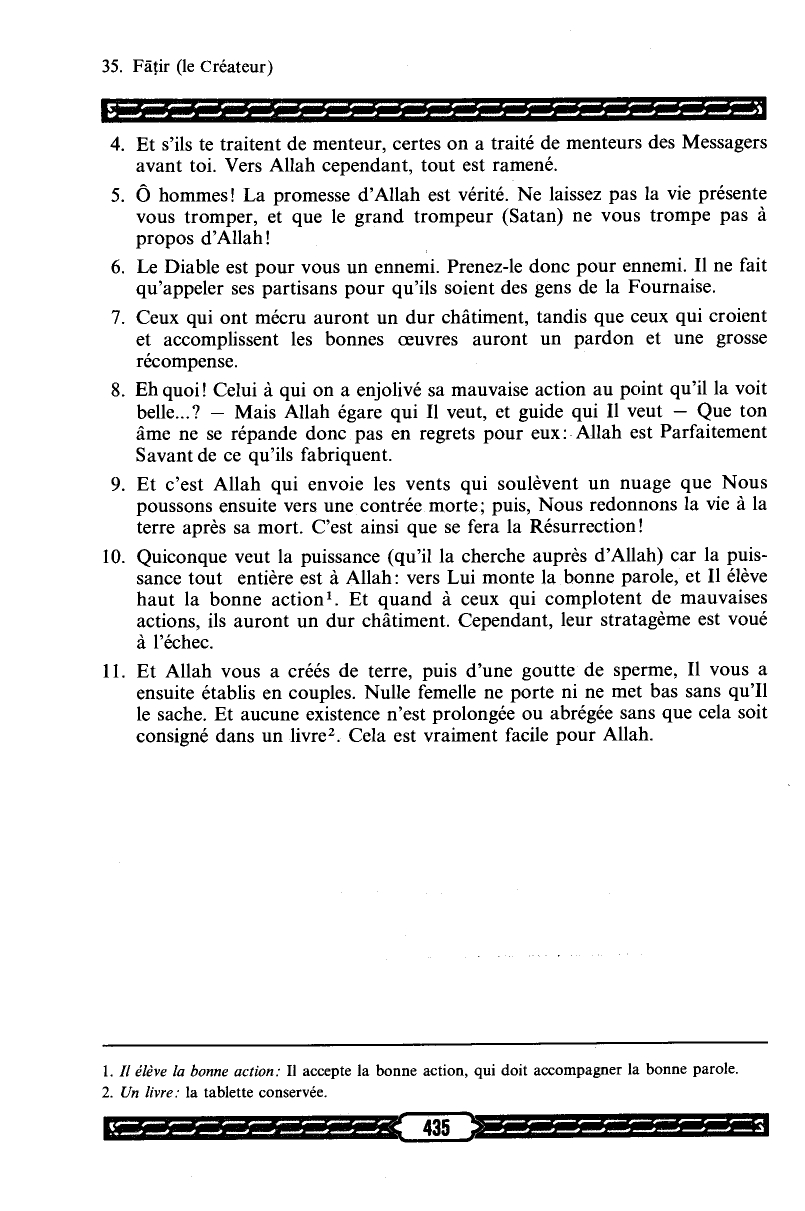 35. Fāṭir (le Créateur)
4. Et s'ils te traitent de menteur, certes on a traité de menteurs des Messagers
avant toi. Vers Allah cependant, tout est ramené.
5. Ô hommes! La promesse d'Allah est vérité. Ne laissez pas la vie présente
vous tromper, et que le grand trompeur (Satan) ne vous trompe pas à
propos d'Allah!
6. Le Diable est pour vous un ennemi. Prenez-le donc pour ennemi. Il ne fait
qu'appeler ses partisans pour qu'ils soient des gens de la Fournaise.
7. Ceux qui ont mécru auront un dur châtiment, tandis que ceux qui croient
et accomplissent les bonnes œuvres auront un pardon et une grosse
récompense.
8. Eh quoi! Celui à qui on a enjolivé sa mauvaise action au point qu'il la voit
belle...? — Mais Allah égare qui Il veut, et guide qui Il veut — Que ton
âme ne se répande donc pas en regrets pour eux: Allah est Parfaitement
Savant de ce qu'ils fabriquent.
9. Et c'est Allah qui envoie les vents qui soulèvent un nuage que Nous
poussons ensuite vers une contrée morte; puis, Nous redonnons la vie à la
terre après sa mort. C'est ainsi que se fera la Résurrection!
10. Quiconque veut la puissance (qu'il la cherche auprès d'Allah) car la puis-
sance tout entière est à Allah: vers Lui monte la bonne parole, et Il élève
haut la bonne action¹. Et quand à ceux qui complotent de mauvaises
actions, ils auront un dur châtiment. Cependant, leur stratagème est voué
à l'échec.
11. Et Allah vous a créés de terre, puis d'une goutte de sperme, Il vous a
ensuite établis en couples. Nulle femelle ne porte ni ne met bas sans qu'Il
le sache. Et aucune existence n'est prolongée ou abrégée sans que cela soit
consigné dans un livre². Cela est vraiment facile pour Allah.
1. Il élève la bonne action: Il accepte la bonne action, qui doit accompagner la bonne parole.
2. Un livre: la tablette conservée.
435